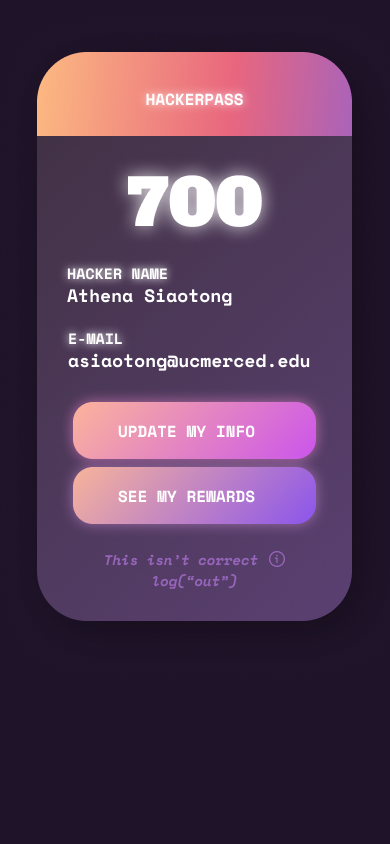 HACKERPASS
700
HACKER NAME
Athena Siaotong
E-MAIL
asiaotong@ucmerced.edu
UPDATE MY INFO
SEE MY REWARDS
This isn’t correct ⓘ
log(“out”)